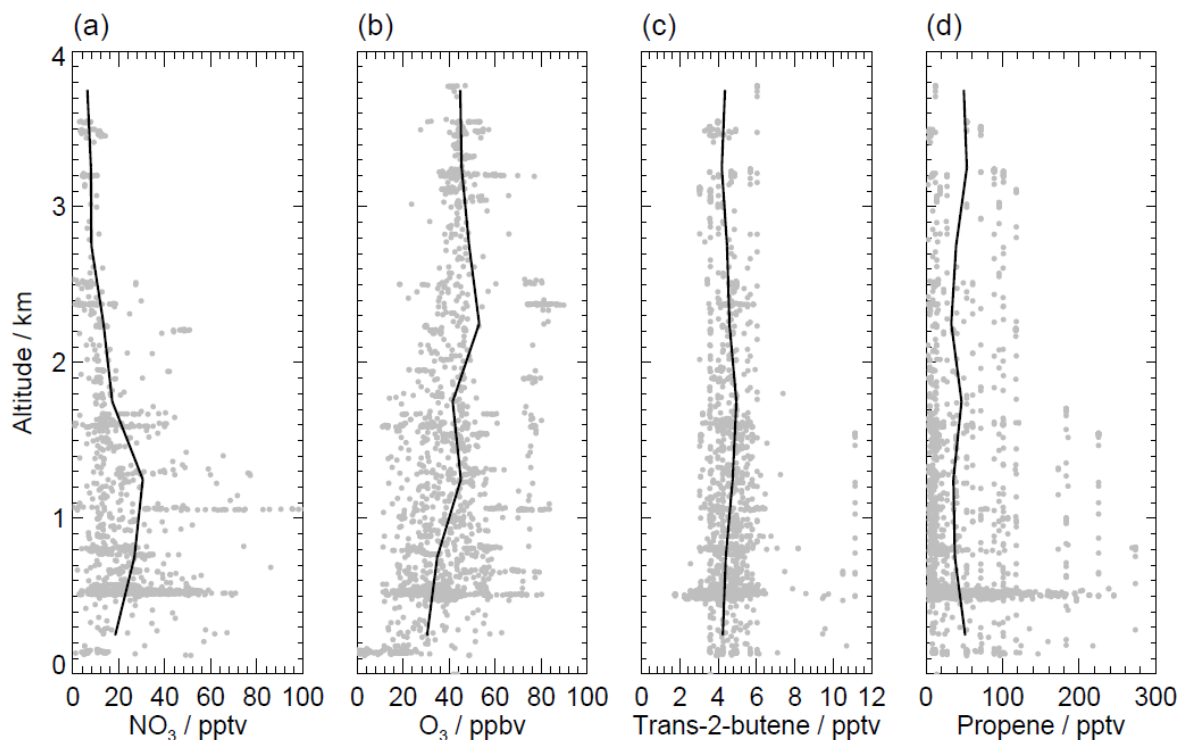 (a) (b) (c) (d)
4
3
2
1
0
Altitude / km
0 20 40 60 80 100 0 20 40 60 80 100 0 2 4 6 8 10 12 0 100 200 300
NO₃ / pptv O₃ / ppbv Trans-2-butene / pptv Propene / pptv